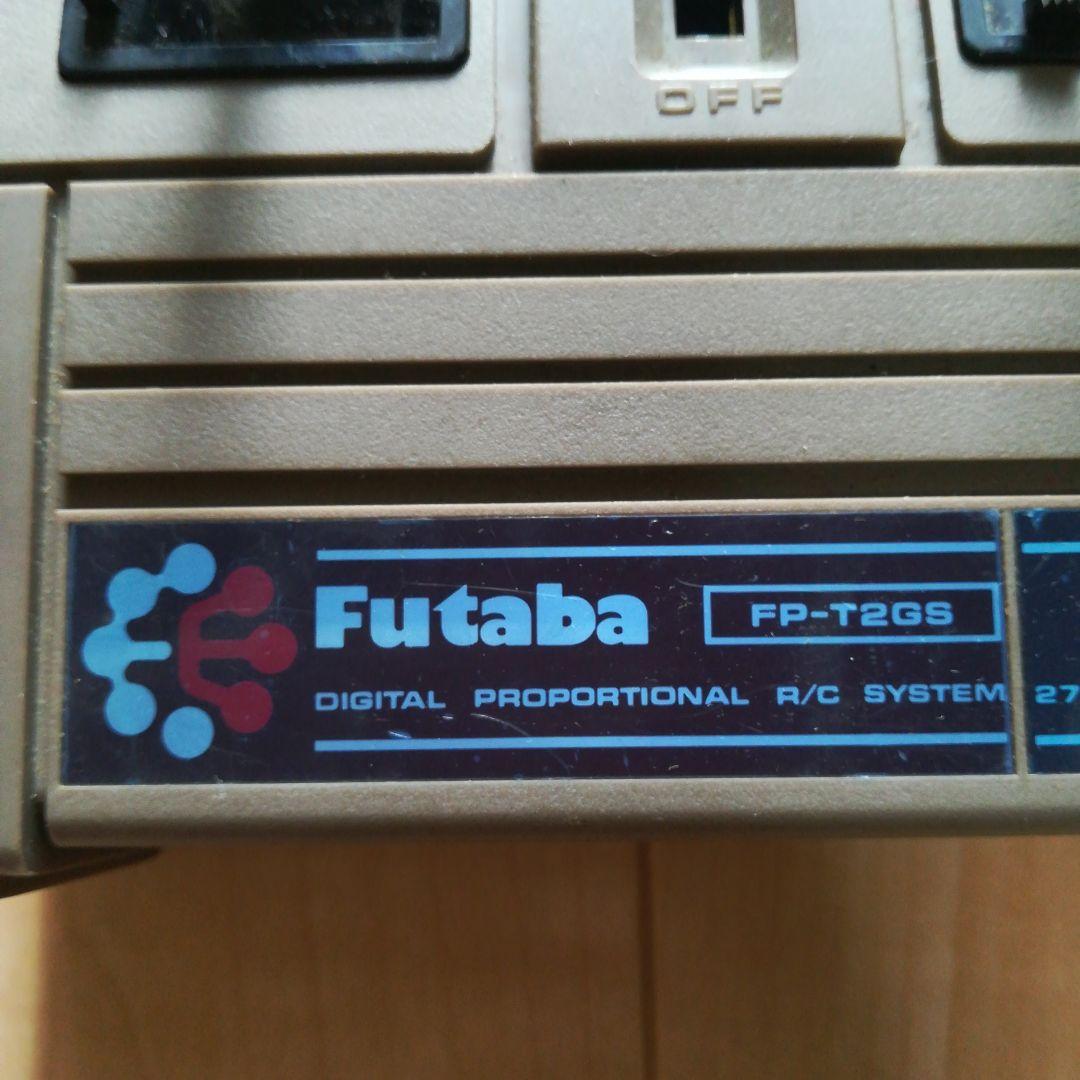 OFF
Futaba FP-T2GS
DIGITAL PROPORTIONAL R/C SYSTEM 27